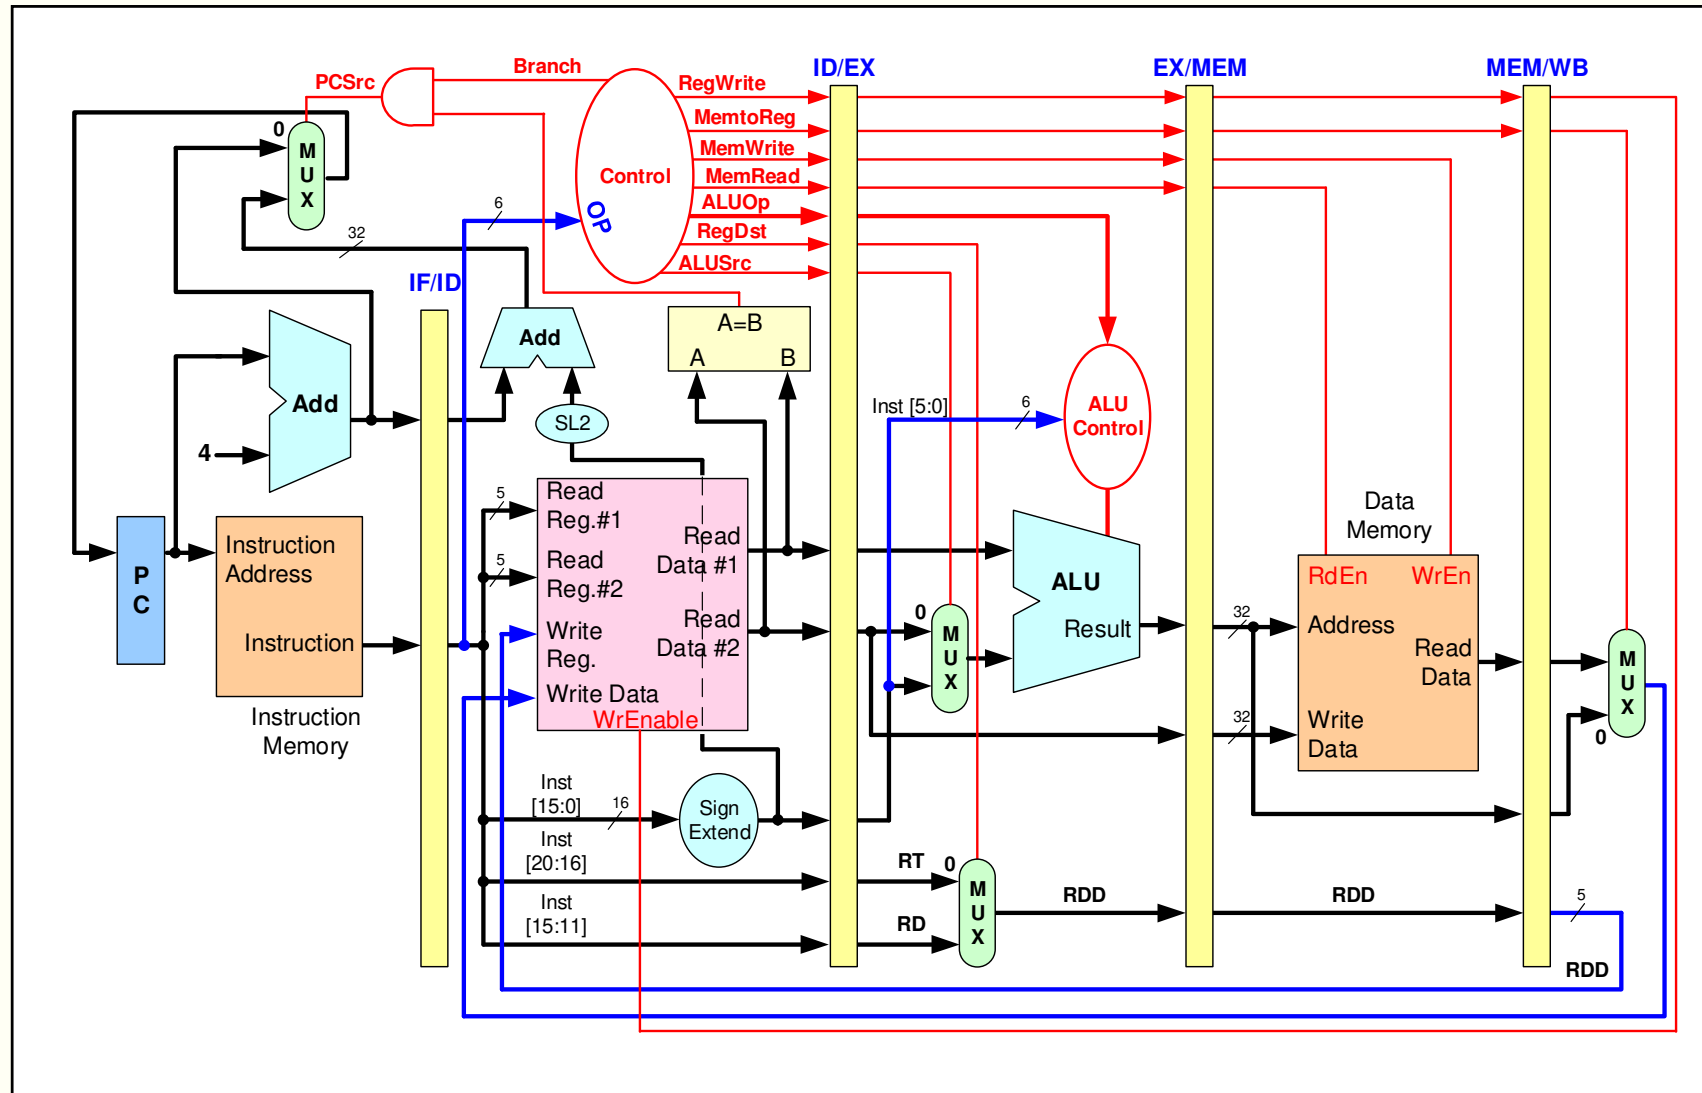 ID/EX
EX/MEM
MEM/WB
Branch
PCSrc
RegWrite
MemtoReg
MemWrite
MemRead
ALUOp
RegDst
ALUSrc
Control
OP
0
M
U
X
6
32
IF/ID
A=B
A
B
Add
SL2
Add
4
Inst [5:0]
6
ALU
Control
P
C
Instruction
Address
Instruction
Instruction
Memory
5
Read
Reg.#1
5
Read
Reg.#2
Write
Reg.
Write Data
WrEnable
Read
Data #1
Read
Data #2
0
M
U
X
ALU
Result
Data
Memory
RdEn
WrEn
Address
Read
Data
Write
Data
32
32
M
U
X
0
Inst
[15:0]
16
Sign
Extend
Inst
[20:16]
Inst
[15:11]
RT
0
RD
M
U
X
RDD
RDD
5
RDD